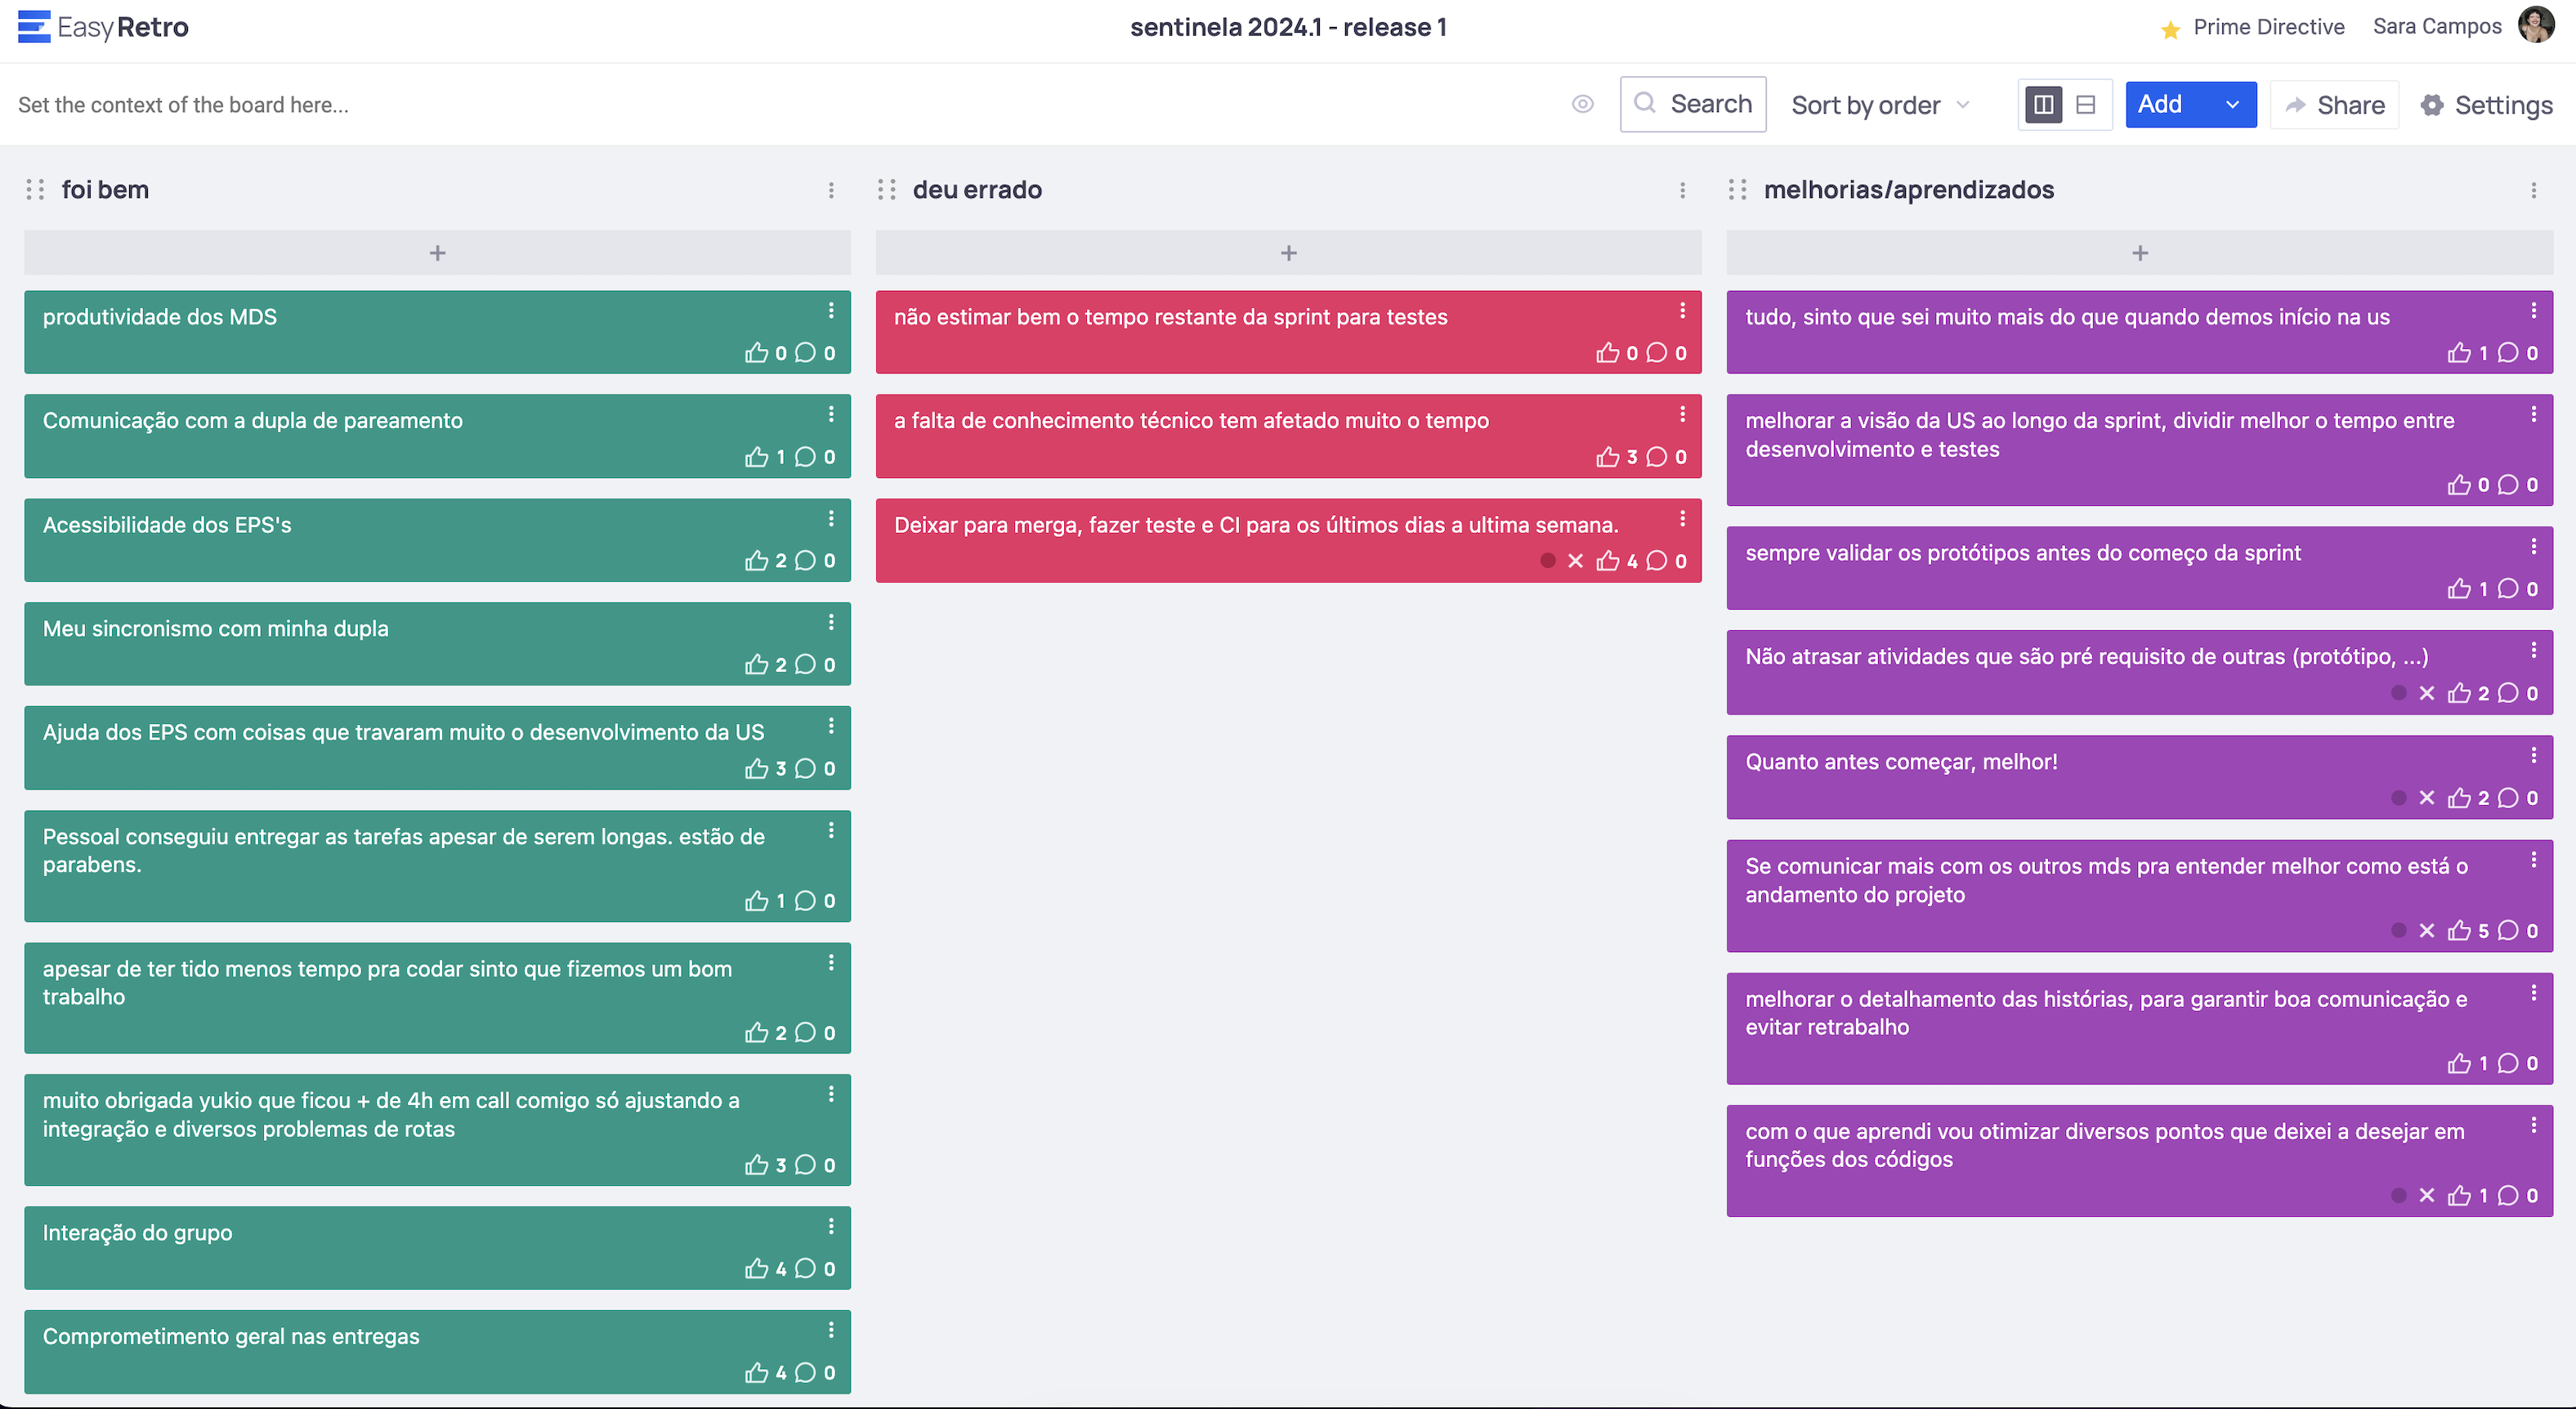 EasyRetro
sentinela 2024.1 - release 1
Prime Directive
Sara Campos
Set the context of the board here...
Search
Sort by order
Add
Share
Settings
foi bem
+
produtividade dos MDS
0 0
Comunicação com a dupla de pareamento
1 0
Acessibilidade dos EPS's
2 0
Meu sincronismo com minha dupla
2 0
Ajuda dos EPS com coisas que travaram muito o desenvolvimento da US
3 0
Pessoal conseguiu entregar as tarefas apesar de serem longas. estão de
parabens.
1 0
apesar de ter tido menos tempo pra codar sinto que fizemos um bom
trabalho
2 0
muito obrigada yukio que ficou + de 4h em call comigo só ajustando a
integração e diversos problemas de rotas
3 0
Interação do grupo
4 0
Comprometimento geral nas entregas
4 0
deu errado
+
não estimar bem o tempo restante da sprint para testes
0 0
a falta de conhecimento técnico tem afetado muito o tempo
3 0
Deixar para merga, fazer teste e CI para os últimos dias a ultima semana.
4 0
melhorias/aprendizados
+
tudo, sinto que sei muito mais do que quando demos início na us
1 0
melhorar a visão da US ao longo da sprint, dividir melhor o tempo entre
desenvolvimento e testes
0 0
sempre validar os protótipos antes do começo da sprint
1 0
Não atrasar atividades que são pré requisito de outras (protótipo, ...)
2 0
Quanto antes começar, melhor!
2 0
Se comunicar mais com os outros mds pra entender melhor como está o
andamento do projeto
5 0
melhorar o detalhamento das histórias, para garantir boa comunicação e
evitar retrabalho
1 0
com o que aprendi vou otimizar diversos pontos que deixei a desejar em
funções dos códigos
1 0